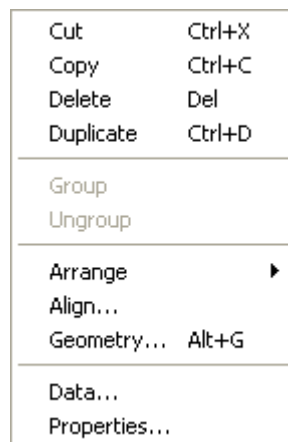 Cut Ctrl+X
Copy Ctrl+C
Delete Del
Duplicate Ctrl+D
Group
Ungroup
Arrange
Align...
Geometry... Alt+G
Data...
Properties...